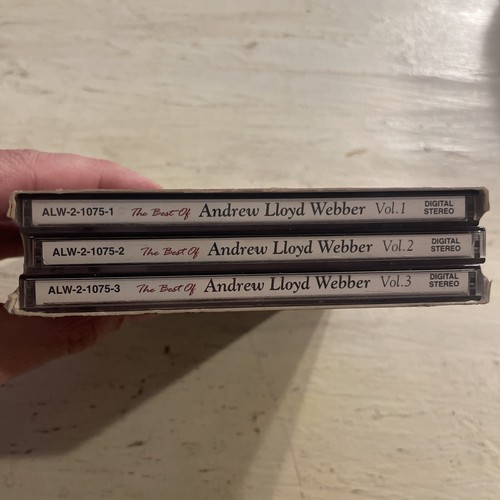 ALW-2-1075-1 The Best Of Andrew Lloyd Webber Vol.1 DIGITAL STEREO
ALW-2-1075-2 The Best Of Andrew Lloyd Webber Vol.2 DIGITAL STEREO
ALW-2-1075-3 The Best Of Andrew Lloyd Webber Vol.3 DIGITAL STEREO